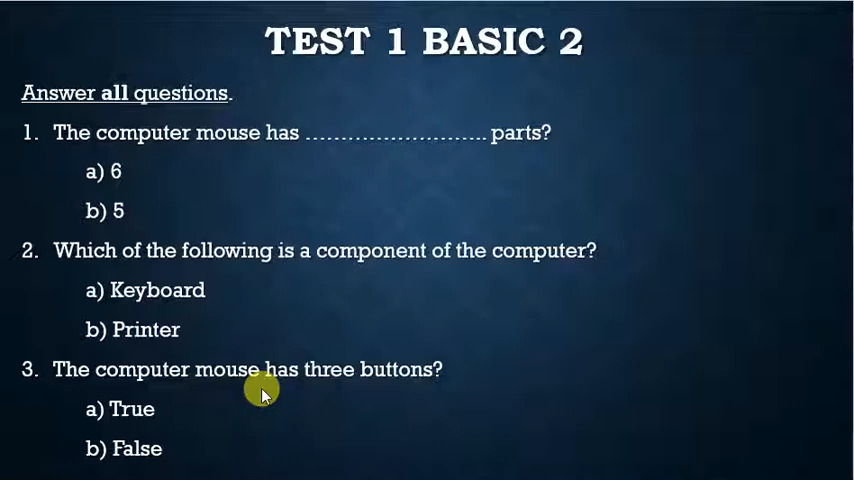 TEST 1 BASIC 2
Answer all questions.
1. The computer mouse has ............................ parts?
a) 6
b) 5
2. Which of the following is a component of the computer?
a) Keyboard
b) Printer
3. The computer mouse has three buttons?
a) True
b) False